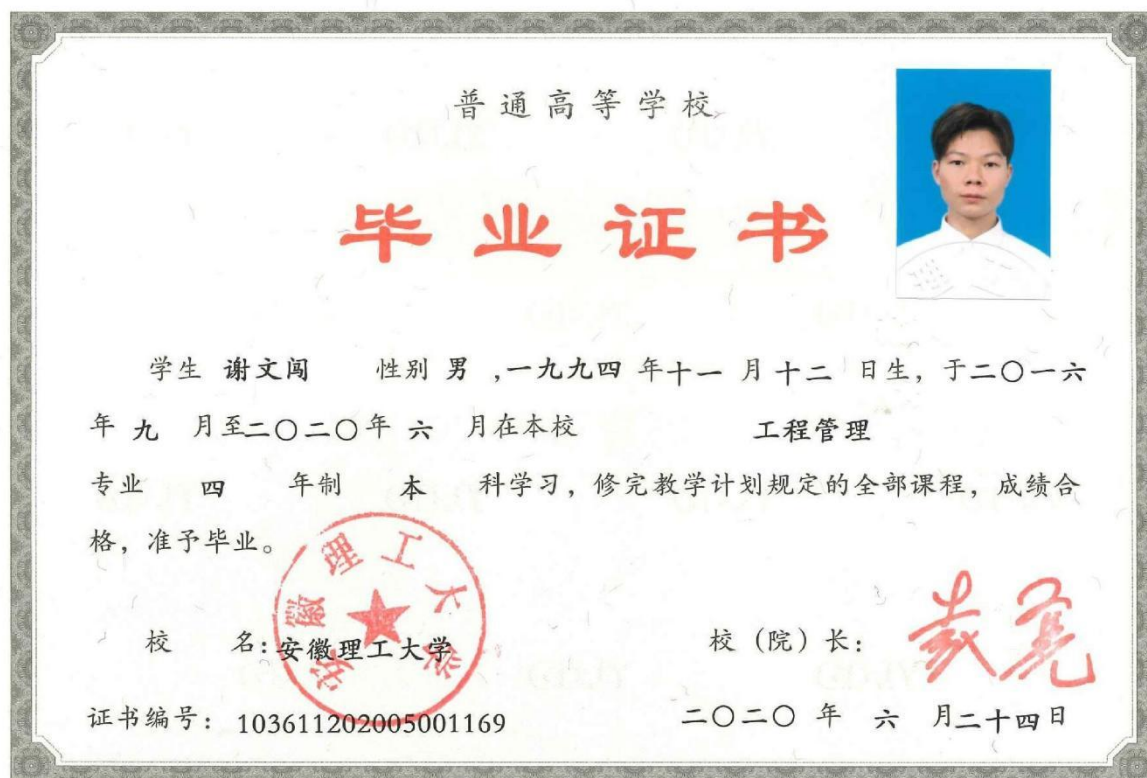 普通高等学校
毕业证书
学生 谢文闯 性别 男 ,一九九四 年十一 月十二 日生，于二〇一六
年 九 月至二〇二〇年 六 月在本校 工程管理
专业 四 年制 本 科学习，修完教学计划规定的全部课程，成绩合
格，准予毕业。
安徽理工大学
校 名:安徽理工大学 校（院）长：
证书编号：103611202005001169 二〇二〇 年 六 月二十四日